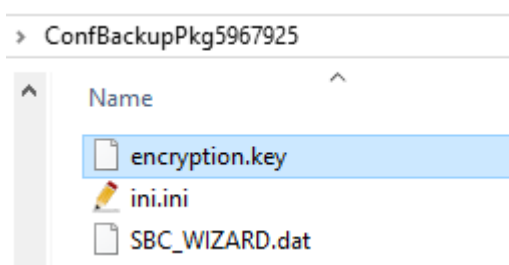 ConfBackupPkg5967925
Name
encryption.key
ini.ini
SBC_WIZARD.dat